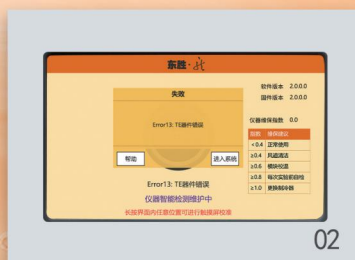 东胜·龙
软件版本 2.0.0.0
固件版本 2.0.0.0
失败
Error13: TE器件错误
帮助
进入系统
仪器维保指数 0.0
指数 维保建议
<0.4 正常使用
≥0.4 风道清洁
≥0.6 模块校温
≥0.8 每次实验前自检
≥1.0 更换制冷器
Error13: TE器件错误
仪器智能检测维护中
长按界面内任意位置可进行触摸屏校准
02